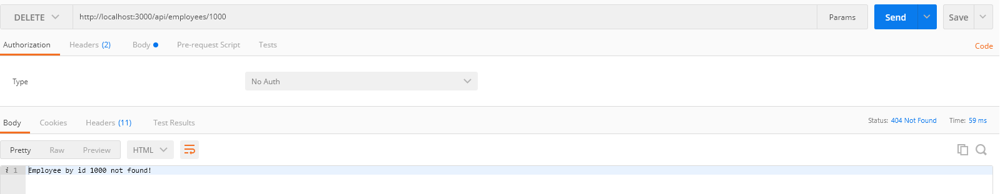 DELETE http://localhost:3000/api/employees/1000 Params Send Save
Authorization Headers (2) Body Pre-request Script Tests Code
Type No Auth
Body Cookies Headers (11) Test Results Status: 404 Not Found Time: 59 ms
Pretty Raw Preview HTML
i 1 Employee by id 1000 not found!